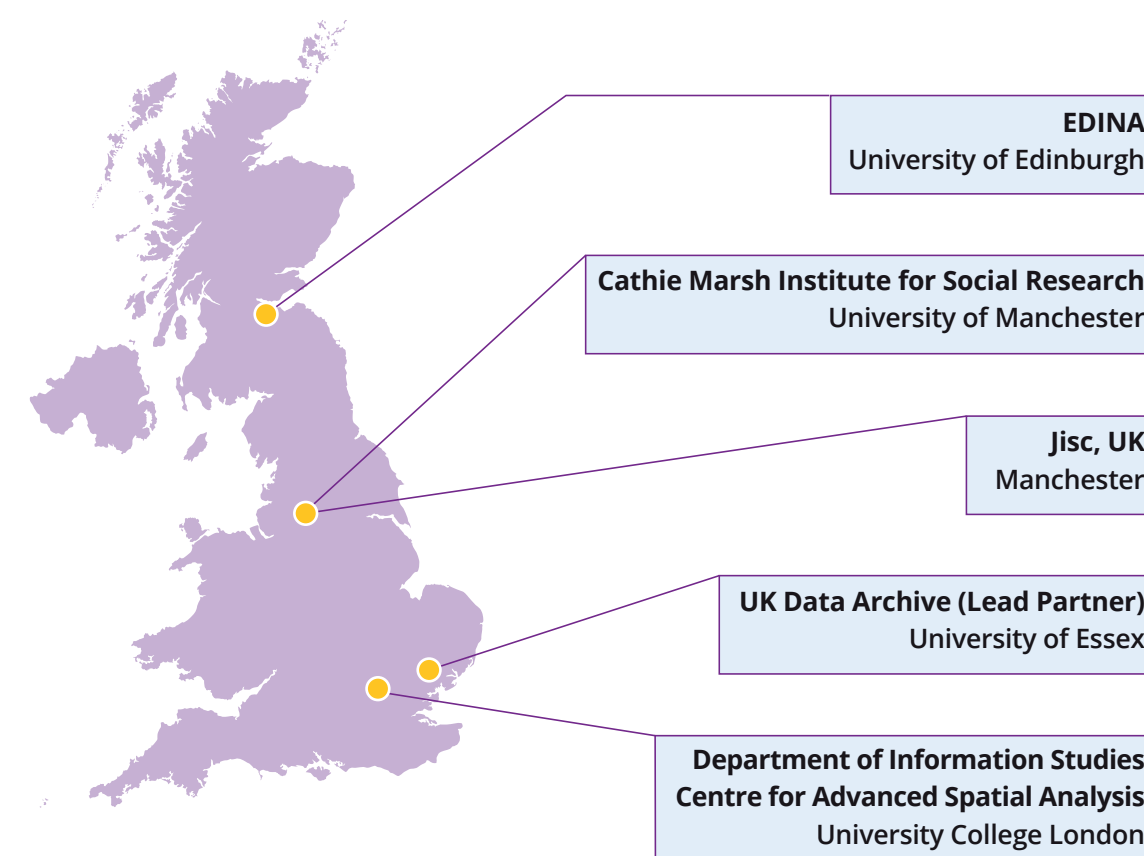 EDINA
University of Edinburgh
Cathie Marsh Institute for Social Research
University of Manchester
Jisc, UK
Manchester
UK Data Archive (Lead Partner)
University of Essex
Department of Information Studies
Centre for Advanced Spatial Analysis
University College London